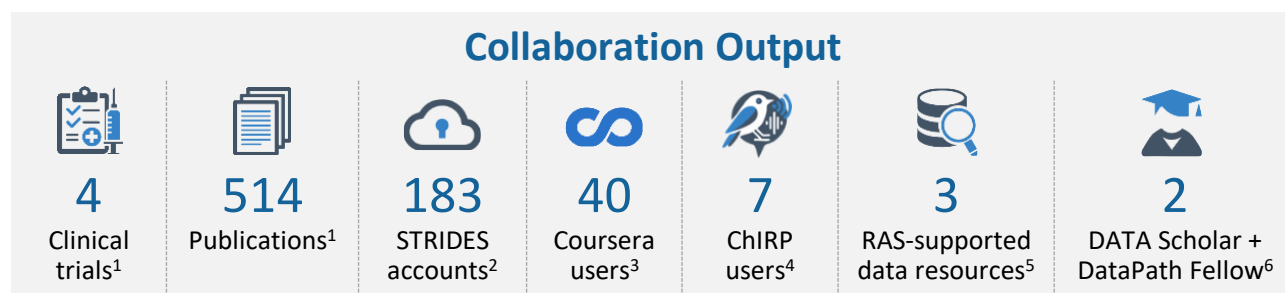 Collaboration Output
4
Clinical
trials¹
514
Publications¹
183
STRIDES
accounts²
40
Coursera
users³
7
ChIRP
users⁴
3
RAS-supported
data resources⁵
2
DATA Scholar +
DataPath Fellow⁶